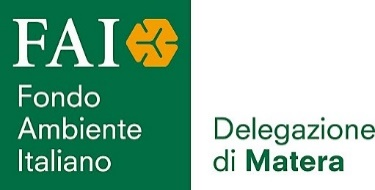 FAI
Fondo
Ambiente
Italiano
Delegazione
di Matera